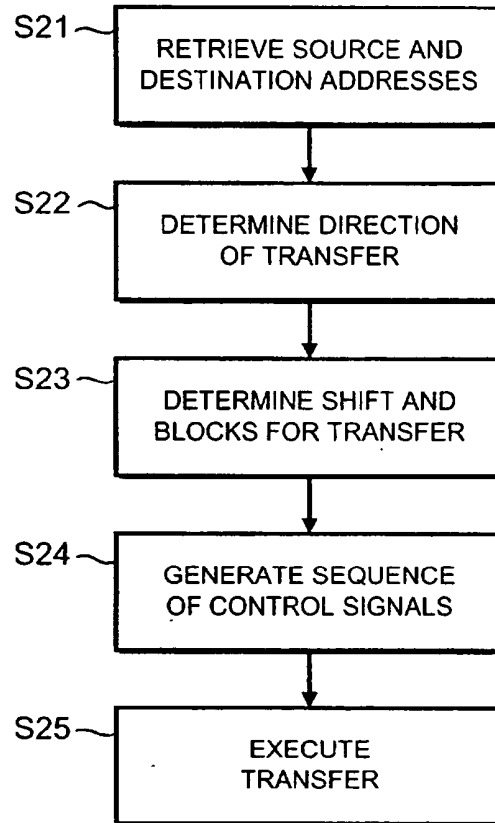 S21
RETRIEVE SOURCE AND
DESTINATION ADDRESSES
S22
DETERMINE DIRECTION
OF TRANSFER
S23
DETERMINE SHIFT AND
BLOCKS FOR TRANSFER
S24
GENERATE SEQUENCE
OF CONTROL SIGNALS
S25
EXECUTE
TRANSFER